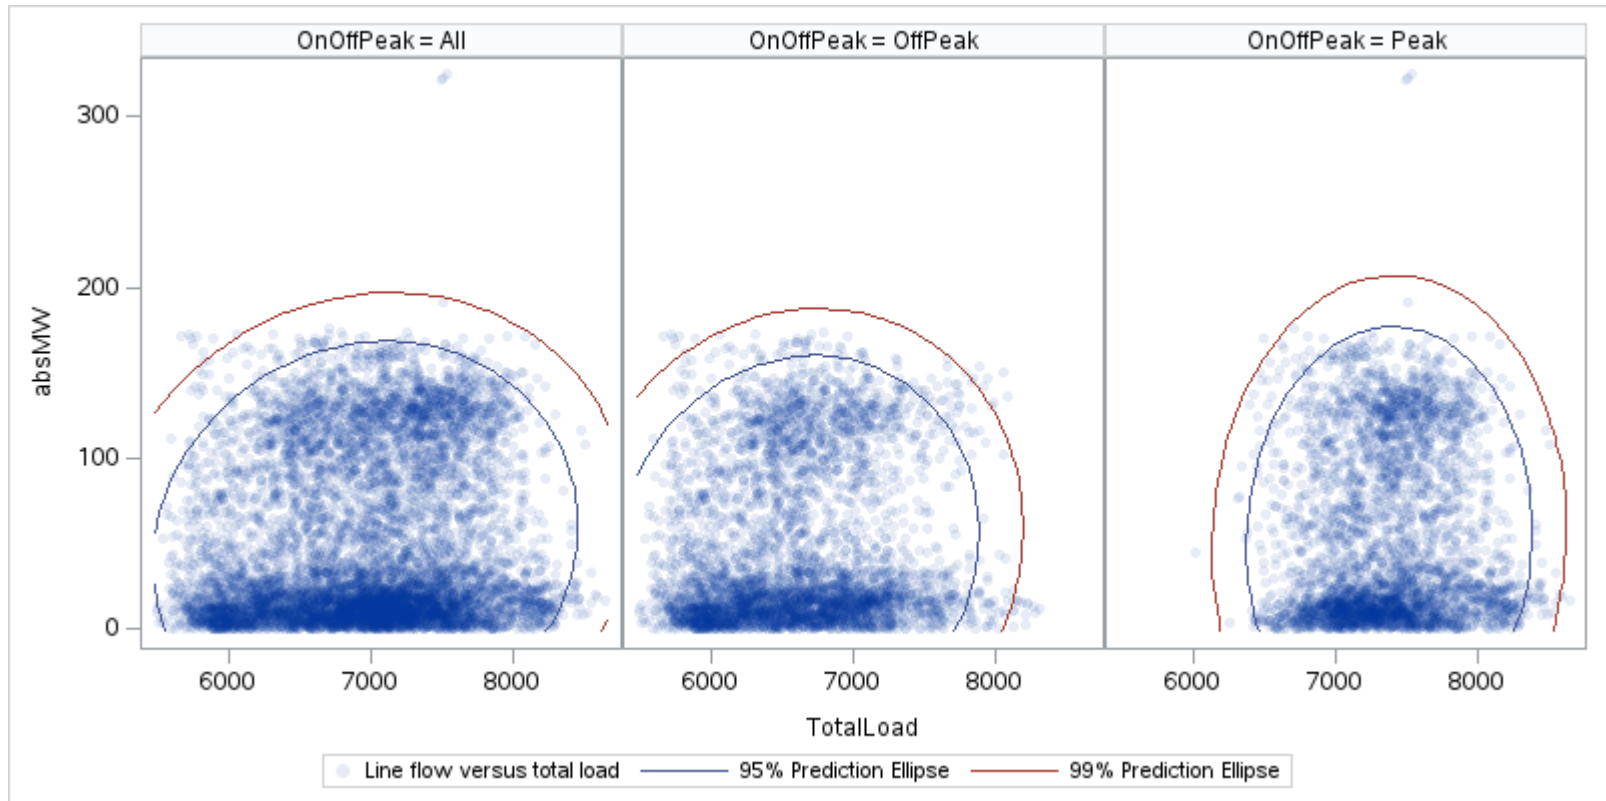 OnOffPeak = All
OnOffPeak = OffPeak
OnOffPeak = Peak
300
200
100
0
absMW
6000
7000
8000
6000
7000
8000
6000
7000
8000
TotalLoad
Line flow versus total load
95% Prediction Ellipse
99% Prediction Ellipse